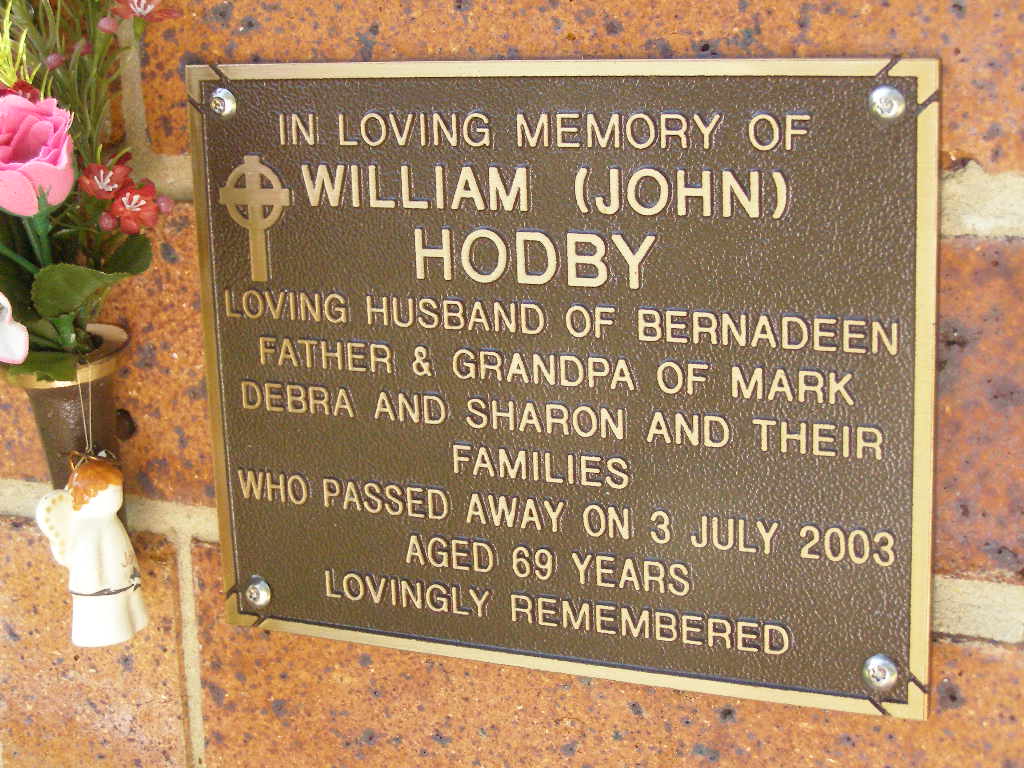 IN LOVING MEMORY OF
WILLIAM (JOHN)
HODBY
LOVING HUSBAND OF BERNADEEN
FATHER & GRANDPA OF MARK
DEBRA AND SHARON AND THEIR
FAMILIES
WHO PASSED AWAY ON 3 JULY 2003
AGED 69 YEARS
LOVINGLY REMEMBERED